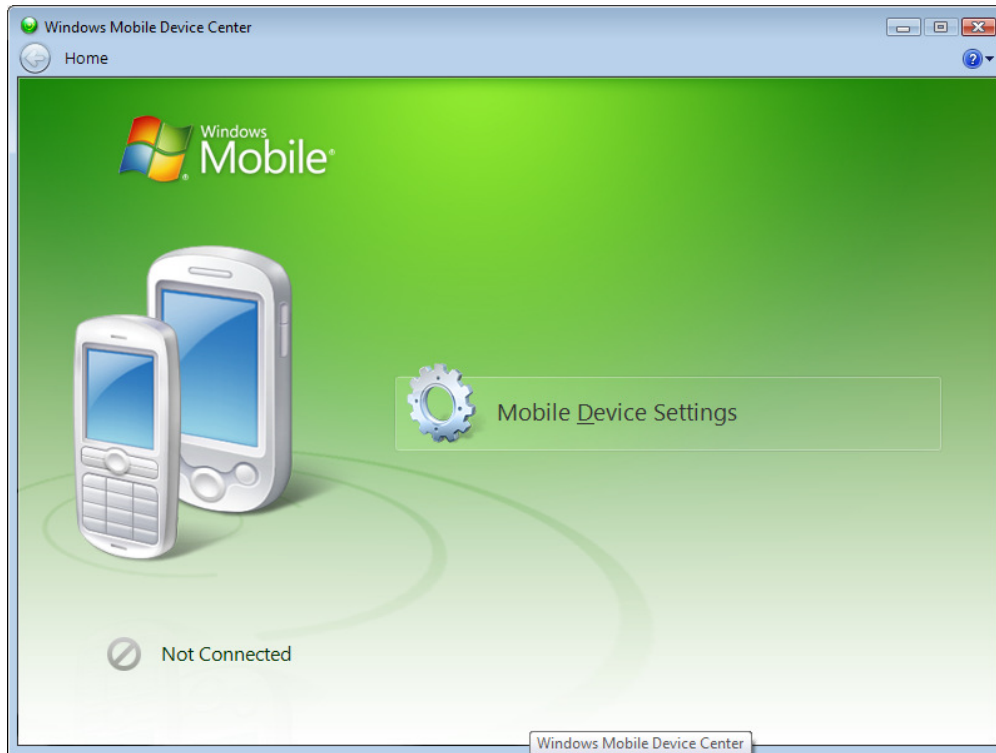 Windows Mobile Device Center
Home
Windows
Mobile®
®
Mobile Device Settings
Not Connected
Windows Mobile Device Center